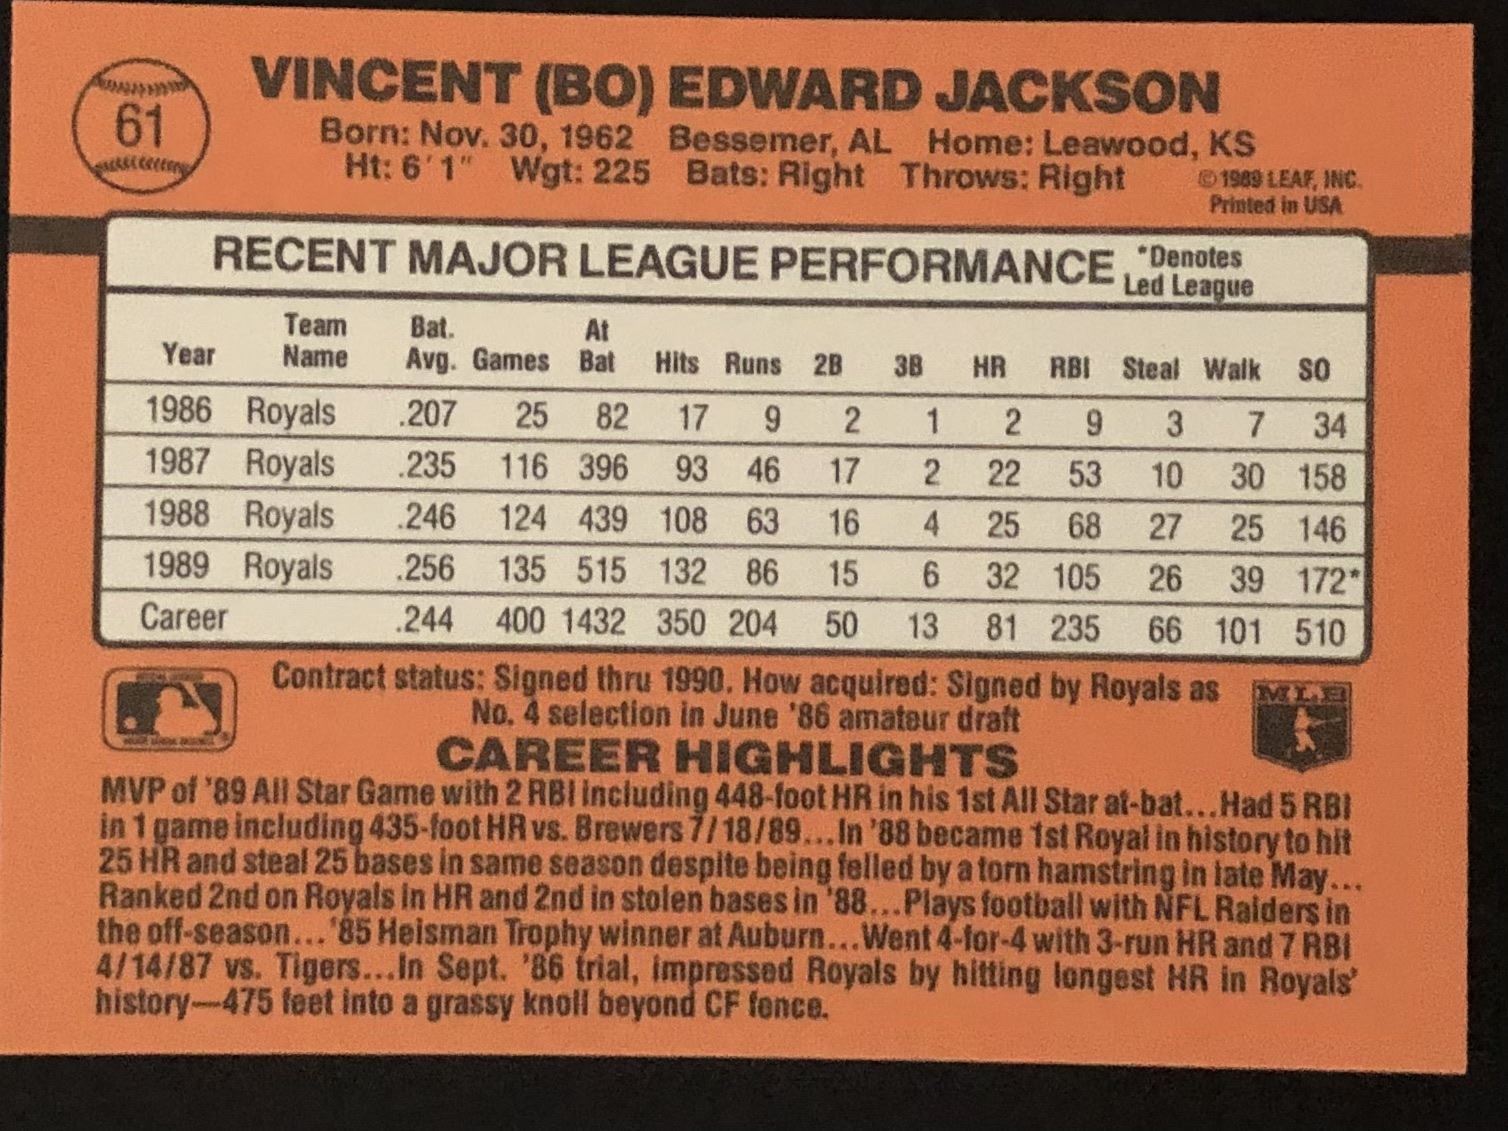 61
VINCENT (BO) EDWARD JACKSON
Born: Nov. 30, 1962 Bessemer, AL Home: Leawood, KS
Ht: 6'1" Wgt: 225 Bats: Right Throws: Right
©1989 LEAF, INC.
Printed in USA
RECENT MAJOR LEAGUE PERFORMANCE *Denotes Led League
Year Team Name Bat. Avg. Games At Bat Hits Runs 2B 3B HR RBI Steal Walk SO
1986 Royals .207 25 82 17 9 2 1 2 9 3 7 34
1987 Royals .235 116 396 93 46 17 2 22 53 10 30 158
1988 Royals .246 124 439 108 63 16 4 25 68 27 25 146
1989 Royals .256 135 515 132 86 15 6 32 105 26 39 172*
Career .244 400 1432 350 204 50 13 81 235 66 101 510
Contract status: Signed thru 1990. How acquired: Signed by Royals as
No. 4 selection in June '86 amateur draft
MLB
CAREER HIGHLIGHTS
MVP of '89 All Star Game with 2 RBI including 448-foot HR in his 1st All Star at-bat...Had 5 RBI
in 1 game including 435-foot HR vs. Brewers 7/18/89...In '88 became 1st Royal in history to hit
25 HR and steal 25 bases in same season despite being felled by a torn hamstring in late May...
Ranked 2nd on Royals in HR and 2nd in stolen bases in '88...Plays football with NFL Raiders in
the off-season...'85 Heisman Trophy winner at Auburn...Went 4-for-4 with 3-run HR and 7 RBI
4/14/87 vs. Tigers...In Sept. '86 trial, impressed Royals by hitting longest HR in Royals'
history—475 feet into a grassy knoll beyond CF fence.